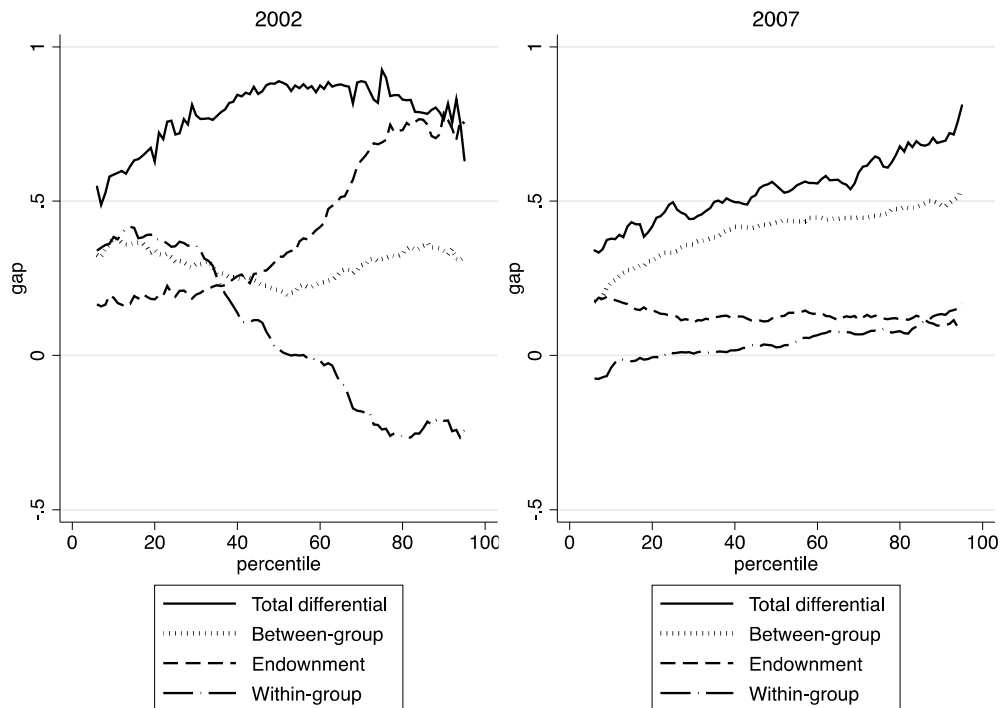 2002
1
.5
0
-.5
gap
0 20 40 60 80 100
percentile
Total differential
Between-group
Endownment
Within-group
2007
1
.5
0
-.5
gap
0 20 40 60 80 100
percentile
Total differential
Between-group
Endownment
Within-group